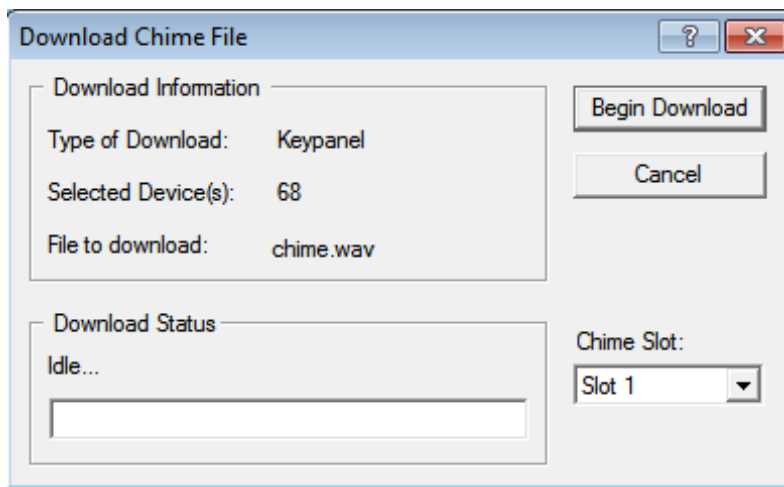 Download Chime File
Download Information
Type of Download: Keypanel
Selected Device(s): 68
File to download: chime.wav
Begin Download
Cancel
Download Status
Idle...
Chime Slot:
Slot 1